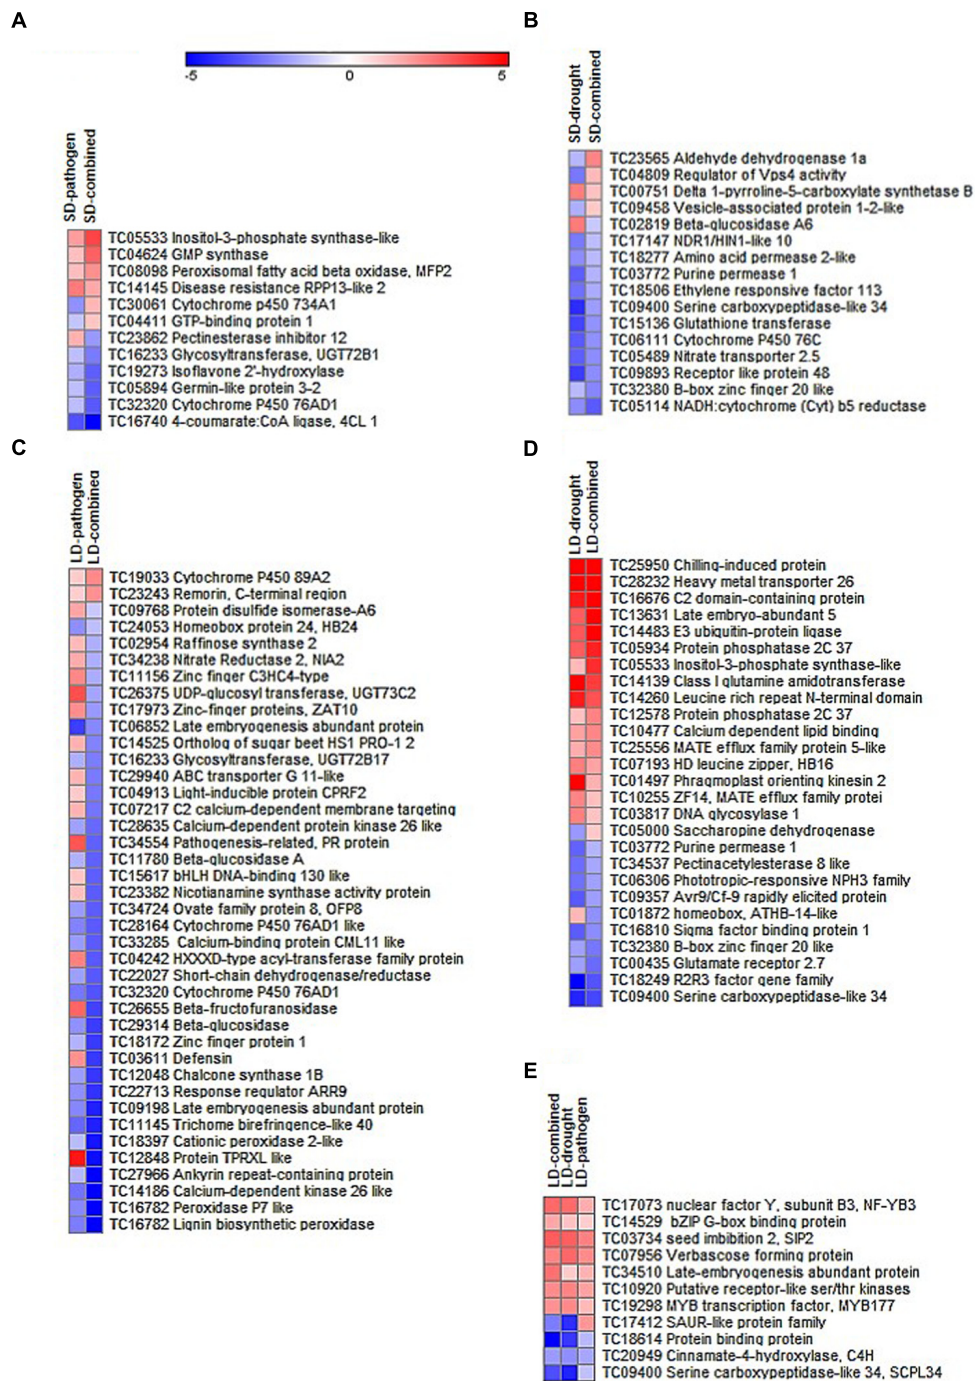 A
-5
0
5
SD-pathogen
SD-combined
TC05533 Inositol-3-phosphate synthase-like
TC04624 GMP synthase
TC08098 Peroxisomal fatty acid beta oxidase, MFP2
TC14145 Disease resistance RPP13-like 2
TC30061 Cytochrome p450 734A1
TC04411 GTP-binding protein 1
TC23862 Pectinesterase inhibitor 12
TC16233 Glycosyltransferase, UGT72B1
TC19273 Isoflavone 2'-hydroxylase
TC05894 Germin-like protein 3-2
TC32320 Cytochrome P450 76AD1
TC16740 4-coumarate:CoA ligase, 4CL 1
B
SD-drought
SD-combined
TC23565 Aldehyde dehydrogenase 1a
TC04809 Regulator of Vps4 activity
TC00751 Delta 1-pyrroline-5-carboxylate synthetase B
TC09458 Vesicle-associated protein 1-2-like
TC02819 Beta-glucosidase A6
TC17147 NDR1/HIN1-like 10
TC18277 Amino acid permease 2-like
TC03772 Purine permease 1
TC18506 Ethylene responsive factor 113
TC09400 Serine carboxypeptidase-like 34
TC15136 Glutathione transferase
TC06111 Cytochrome P450 76C
TC05489 Nitrate transporter 2.5
TC09893 Receptor like protein 48
TC32380 B-box zinc finger 20 like
TC05114 NADH:cytochrome (Cyt) b5 reductase
C
LD-pathogen
LD-combined
TC19033 Cytochrome P450 89A2
TC23243 Remorin, C-terminal region
TC09768 Protein disulfide isomerase-A6
TC24053 Homeobox protein 24, HB24
TC02954 Raffinose synthase 2
TC34238 Nitrate Reductase 2, NIA2
TC11156 Zinc finger C3HC4-type
TC26375 UDP-glucosyl transferase, UGT73C2
TC17973 Zinc-finger proteins, ZAT10
TC06852 Late embryogenesis abundant protein
TC14525 Ortholog of sugar beet HS1 PRO-1 2
TC16233 Glycosyltransferase, UGT72B17
TC29940 ABC transporter G 11-like
TC04913 Light-inducible protein CPRF2
TC07217 C2 calcium-dependent membrane targeting
TC28635 Calcium-dependent protein kinase 26 like
TC34554 Pathogenesis-related, PR protein
TC11780 Beta-glucosidase A
TC15617 bHLH DNA-binding 130 like
TC23382 Nicotianamine synthase activity protein
TC34724 Ovate family protein 8, OFP8
TC28164 Cytochrome P450 76AD1 like
TC33285 Calcium-binding protein CML11 like
TC04242 HXXXD-type acyl-transferase family protein
TC22027 Short-chain dehydrogenase/reductase
TC32320 Cytochrome P450 76AD1
TC26655 Beta-fructofuranosidase
TC29314 Beta-glucosidase
TC18172 Zinc finger protein 1
TC03611 Defensin
TC12048 Chalcone synthase 1B
TC22713 Response regulator ARR9
TC09198 Late embryogenesis abundant protein
TC11145 Trichome birefringence-like 40
TC18397 Cationic peroxidase 2-like
TC12848 Protein TPRXL like
TC27966 Ankyrin repeat-containing protein
TC14186 Calcium-dependent kinase 26 like
TC16782 Peroxidase P7 like
TC16782 Lignin biosynthetic peroxidase
D
LD-drought
LD-combined
TC25950 Chilling-induced protein
TC28232 Heavy metal transporter 26
TC16676 C2 domain-containing protein
TC13631 Late embryo-abundant 5
TC14483 E3 ubiquitin-protein ligase
TC05934 Protein phosphatase 2C 37
TC05533 Inositol-3-phosphate synthase-like
TC14139 Class I glutamine amidotransferase
TC14260 Leucine rich repeat N-terminal domain
TC12578 Protein phosphatase 2C 37
TC10477 Calcium dependent lipid binding
TC25556 MATE efflux family protein 5-like
TC07193 HD leucine zipper, HB16
TC01497 Phragmoplast orienting kinesin 2
TC10255 ZF14, MATE efflux family protei
TC03817 DNA glycosylase 1
TC05000 Saccharopine dehydrogenase
TC03772 Purine permease 1
TC34537 Pectinacetylesterase 8 like
TC06306 Phototropic-responsive NPH3 family
TC09357 Avr9/Cf-9 rapidly elicited protein
TC01872 homeobox, ATHB-14-like
TC16810 Sigma factor binding protein 1
TC32380 B-box zinc finger 20 like
TC00435 Glutamate receptor 2.7
TC18249 R2R3 factor gene family
TC09400 Serine carboxypeptidase-like 34
E
LD-combined
LD-drought
LD-pathogen
TC17073 nuclear factor Y, subunit B3, NF-YB3
TC14529 bZIP G-box binding protein
TC03734 seed imbibition 2, SIP2
TC07956 Verbascose forming protein
TC34510 Late-embryogenesis abundant protein
TC10920 Putative receptor-like ser/thr kinases
TC19298 MYB transcription factor, MYB177
TC17412 SAUR-like protein family
TC18614 Protein binding protein
TC20949 Cinnamate-4-hydroxylase, C4H
TC09400 Serine carboxypeptidase-like 34, SCPL34